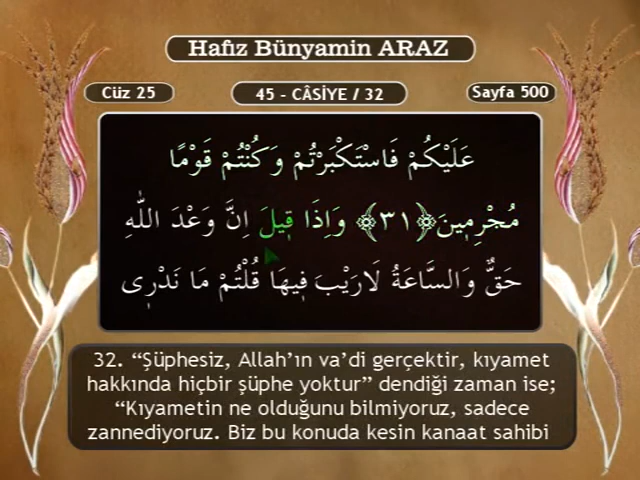 Hafız Bünyamin ARAZ
Cüz 25
45 - CÂSİYE / 32
Sayfa 500
عَلَيْكُمْ فَاسْتَكْبَرْتُمْ وَكُنْتُمْ قَوْمًا
مُجْرِمٖينَ ﴿٣١﴾ وَاِذَا قٖيلَ اِنَّ وَعْدَ اللّٰهِ
حَقٌّ وَالسَّاعَةُ لَارَيْبَ فٖيهَا قُلْتُمْ مَا نَدْرٖى
32. “Şüphesiz, Allah’ın va’di gerçektir, kıyamet
hakkında hiçbir şüphe yoktur” dendiği zaman ise;
“Kıyametin ne olduğunu bilmiyoruz, sadece
zannediyoruz. Biz bu konuda kesin kanaat sahibi